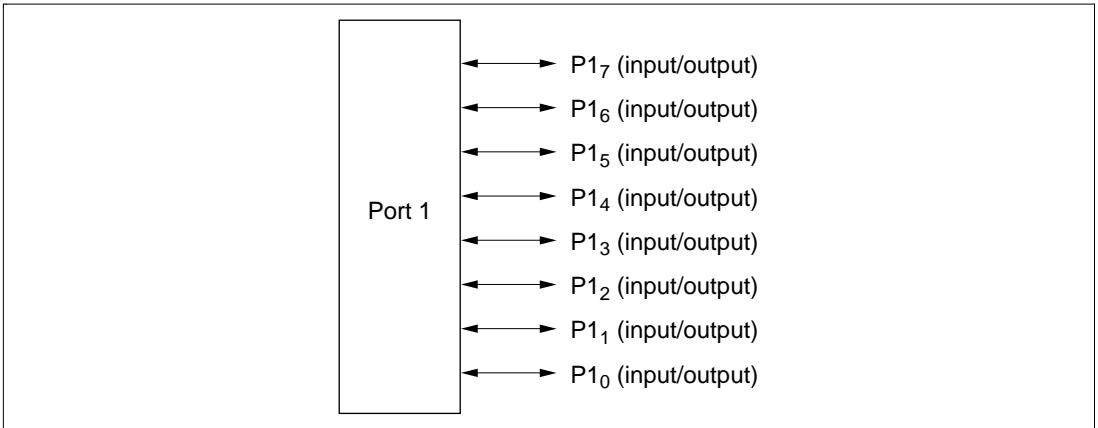 P1₇ (input/output)
P1₆ (input/output)
P1₅ (input/output)
P1₄ (input/output)
Port 1
P1₃ (input/output)
P1₂ (input/output)
P1₁ (input/output)
P1₀ (input/output)